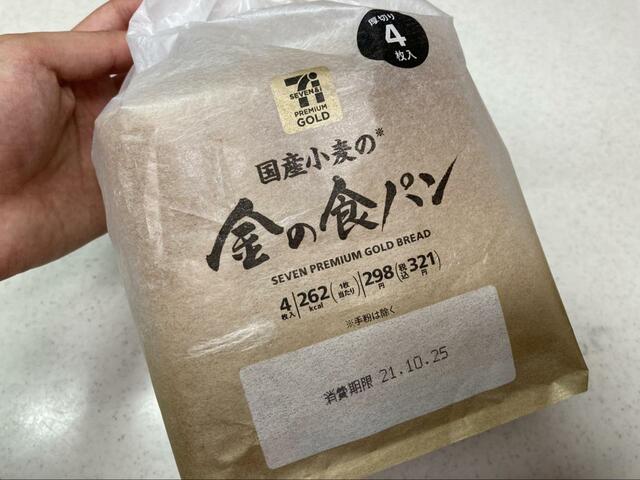 厚切り
4
枚入
SEVEN&i
PREMIUM
GOLD
国産小麦の※
金の食パン
SEVEN PREMIUM GOLD BREAD
4枚入 262kcal (1枚当たり) 298円 (税込321円)
※手粉は除く
消費期限 21.10.25